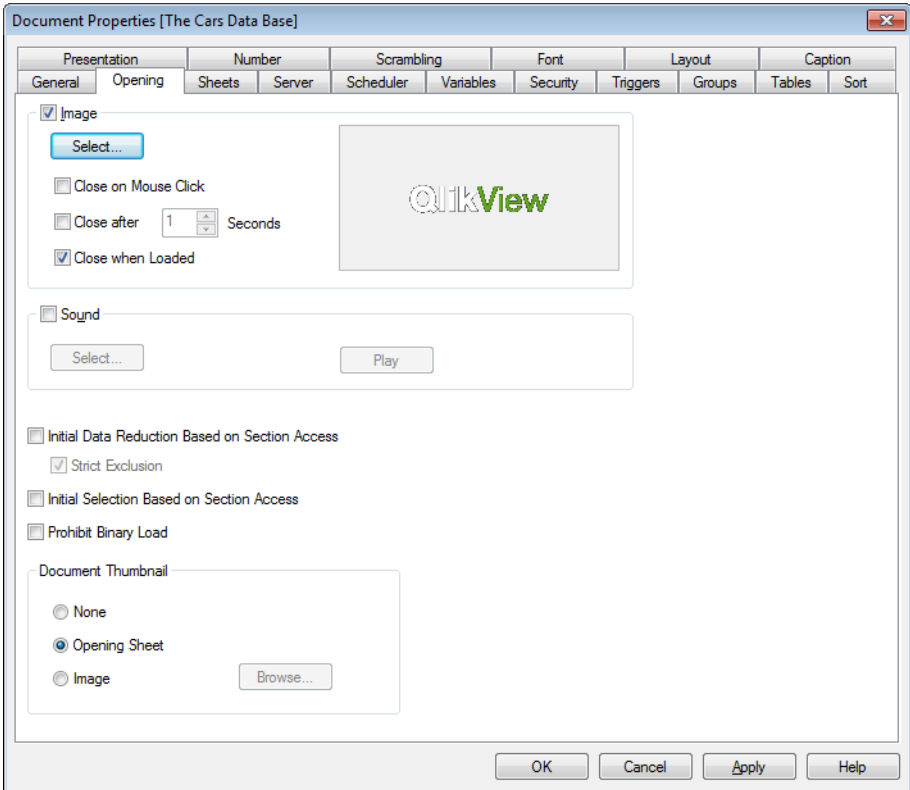 Document Properties [The Cars Data Base]
Presentation Number Scrambling Font Layout Caption
General Opening Sheets Server Scheduler Variables Security Triggers Groups Tables Sort
Image
Select...
QlikView
Close on Mouse Click
Close after 1 Seconds
Close when Loaded
Sound
Select... Play
Initial Data Reduction Based on Section Access
Strict Exclusion
Initial Selection Based on Section Access
Prohibit Binary Load
Document Thumbnail
None
Opening Sheet
Image Browse...
OK Cancel Apply Help